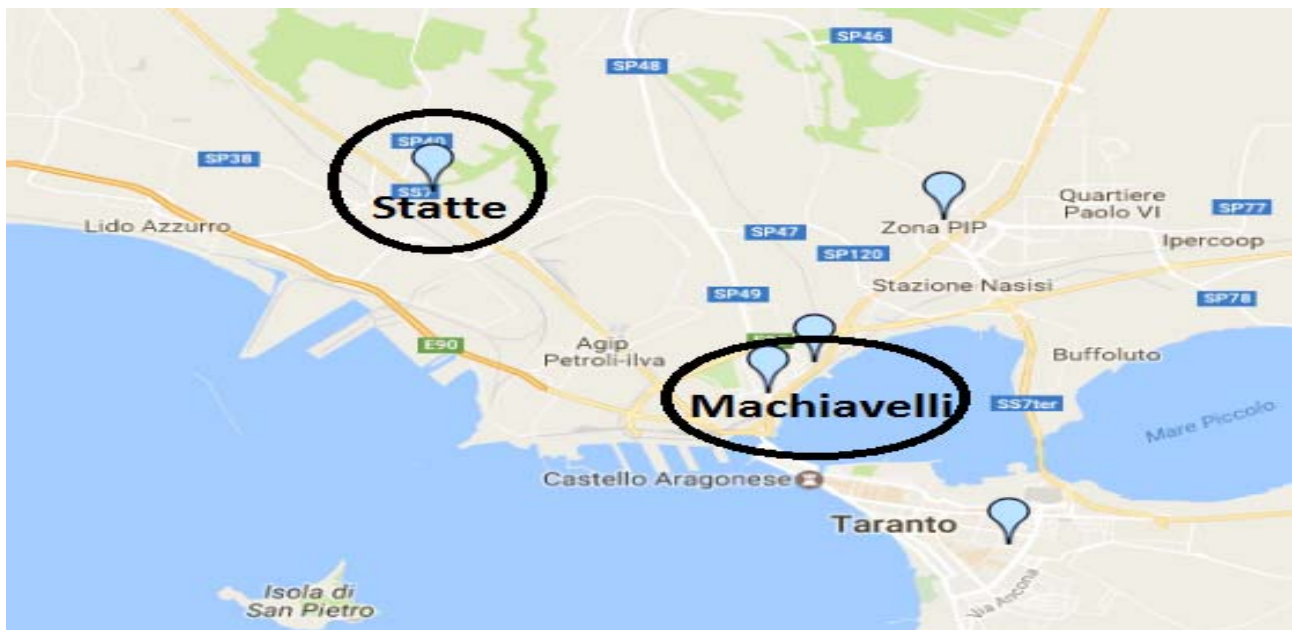 SP46
SP48
SP40
SP38
SS7
Statte
Quartiere
Paolo VI
SP77
Lido Azzurro
Zona PIP
SP47
Ipercoop
SP120
Stazione Nasisi
SP49
SP78
E90
Agip
Petroli-ilva
Buffoluto
Machiavelli
SS7ter
Mare Piccolo
Castello Aragonese
Taranto
Isola di
San Pietro
Via Ancona